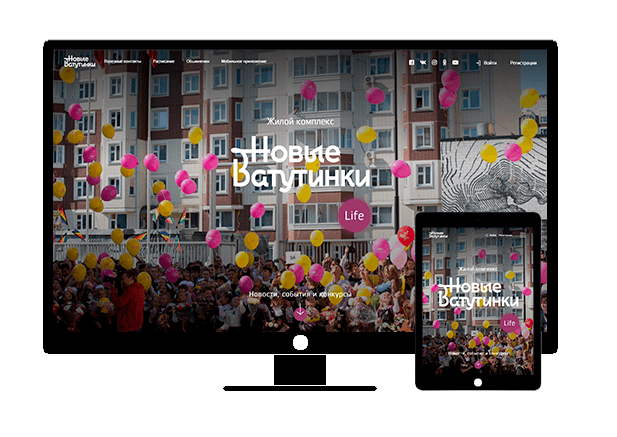 Новые
Ватутинки
Полезные контакты Расписание Объявления Мобильное приложение Войти Регистрация
Жилой комплекс
Новые
Ватутинки
Life
Новости, события и конкурсы
Новые
Ватутинки
Войти Регистрация
Жилой комплекс
Новые
Ватутинки
Life
Новости, события и конкурсы